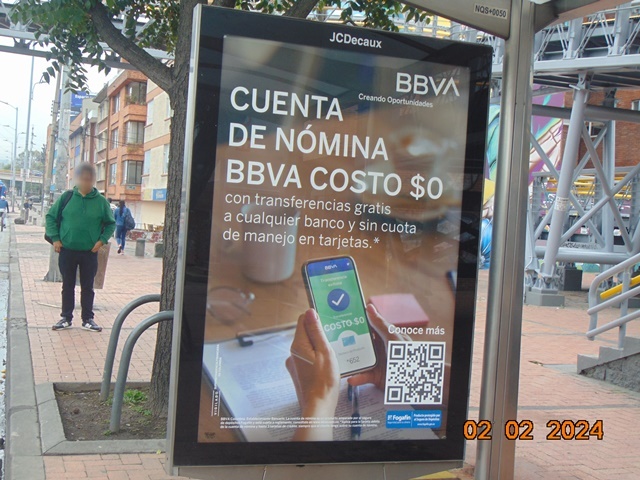 NQS+0050
JCDecaux
BBVA
Creando Oportunidades
CUENTA
DE NÓMINA
BBVA COSTO $0
con transferencias gratis
a cualquier banco y sin cuota
de manejo en tarjetas.*
BBVA
COSTO $0
Conoce más
Fogafín
02 02 2024